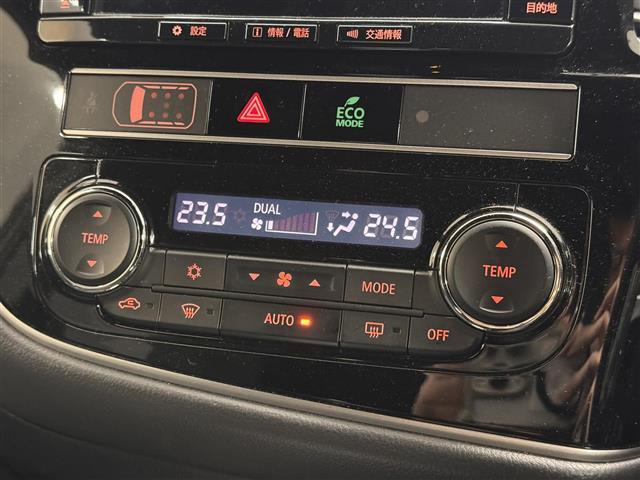 目的地
設定
i 情報 / 電話
交通情報
ECO
MODE
23.5
DUAL
24.5
TEMP
TEMP
MODE
AUTO
OFF